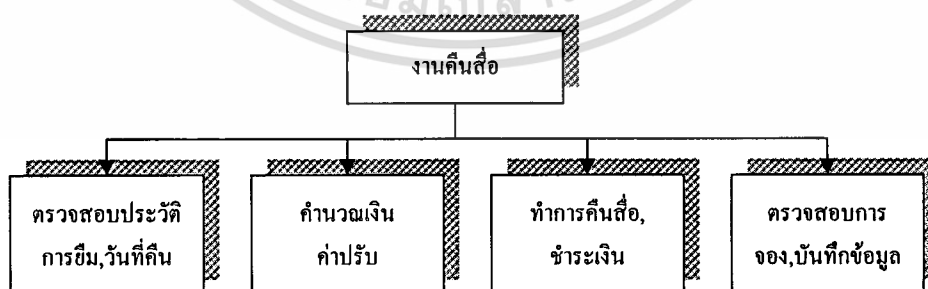 งานคืนสื่อ
ตรวจสอบประวัติ
การยืม,วันที่คืน
คำนวณเงิน
ค่าปรับ
ทำการคืนสื่อ,
ชำระเงิน
ตรวจสอบการ
จอง,บันทึกข้อมูล